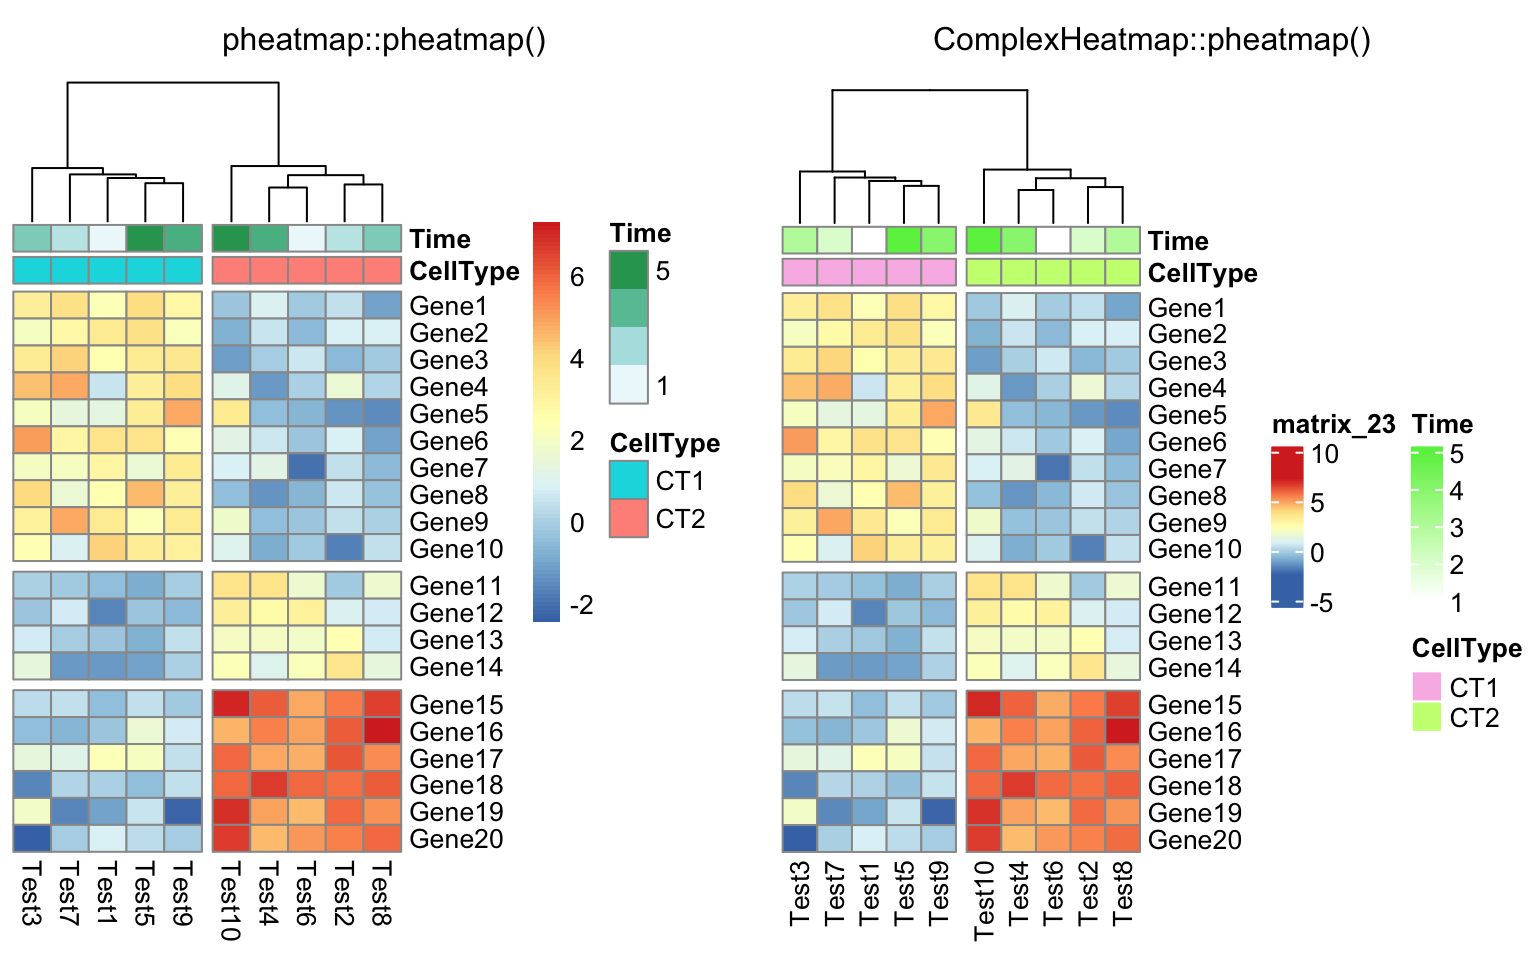 pheatmap::pheatmap()
Time
CellType
Gene1
Gene2
Gene3
Gene4
Gene5
Gene6
Gene7
Gene8
Gene9
Gene10
Gene11
Gene12
Gene13
Gene14
Gene15
Gene16
Gene17
Gene18
Gene19
Gene20
Test3
Test7
Test1
Test5
Test9
Test10
Test4
Test6
Test2
Test8
6
4
2
0
-2
Time
5
1
CellType
CT1
CT2
ComplexHeatmap::pheatmap()
Time
CellType
Gene1
Gene2
Gene3
Gene4
Gene5
Gene6
Gene7
Gene8
Gene9
Gene10
Gene11
Gene12
Gene13
Gene14
Gene15
Gene16
Gene17
Gene18
Gene19
Gene20
Test3
Test7
Test1
Test5
Test9
Test10
Test4
Test6
Test2
Test8
matrix_23
10
5
0
-5
Time
5
4
3
2
1
CellType
CT1
CT2